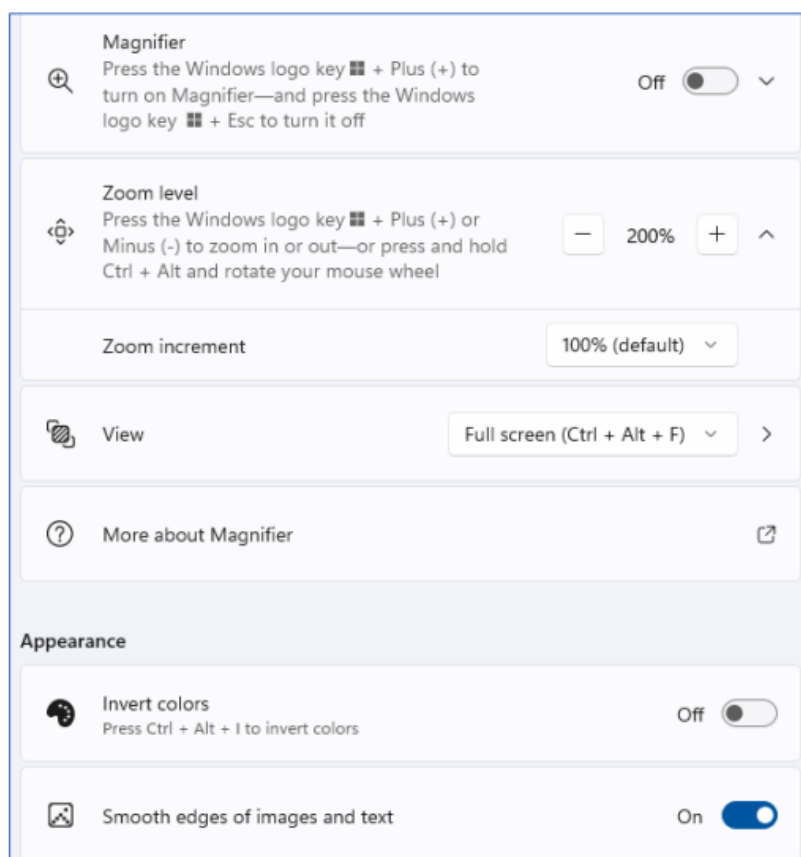 Magnifier
Press the Windows logo key + Plus (+) to
turn on Magnifier—and press the Windows
logo key + Esc to turn it off
Off
Zoom level
Press the Windows logo key + Plus (+) or
Minus (-) to zoom in or out—or press and hold
Ctrl + Alt and rotate your mouse wheel
200%
Zoom increment
100% (default)
View
Full screen (Ctrl + Alt + F)
More about Magnifier
Appearance
Invert colors
Press Ctrl + Alt + I to invert colors
Off
Smooth edges of images and text
On